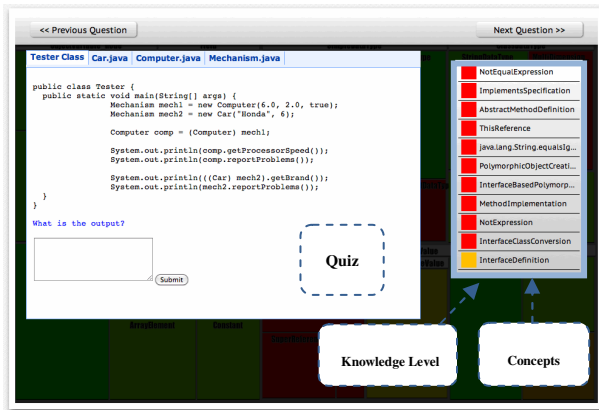 << Previous Question
Next Question >>
Tester Class Car.java Computer.java Mechanism.java
public class Tester {
public static void main(String[] args) {
Mechanism mech1 = new Computer(6.0, 2.0, true);
Mechanism mech2 = new Car("Honda", 6);
Computer comp = (Computer) mech1;
System.out.println(comp.getProcessorSpeed());
System.out.println(comp.reportProblems());
System.out.println(((Car) mech2).getBrand());
System.out.println(mech2.reportProblems());
}
}
What is the output?
Submit
Quiz
NotEqualExpression
ImplementsSpecification
AbstractMethodDefinition
ThisReference
java.lang.String.equalsIg...
PolymorphicObjectCreati...
InterfaceBasedPolymorp...
MethodImplementation
NotExpression
InterfaceClassConversion
InterfaceDefinition
ArrayElement
Constant
Knowledge Level
Concepts